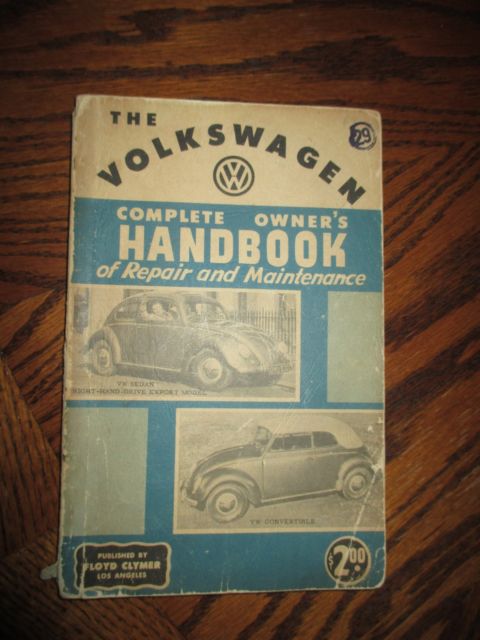 THE
VOLKSWAGEN
29
VW
COMPLETE OWNER'S
HANDBOOK
of Repair and Maintenance
VW SEDAN
RIGHT-HAND-DRIVE EXPORT MODEL
VW CONVERTIBLE
PUBLISHED BY
FLOYD CLYMER
LOS ANGELES
$2.00